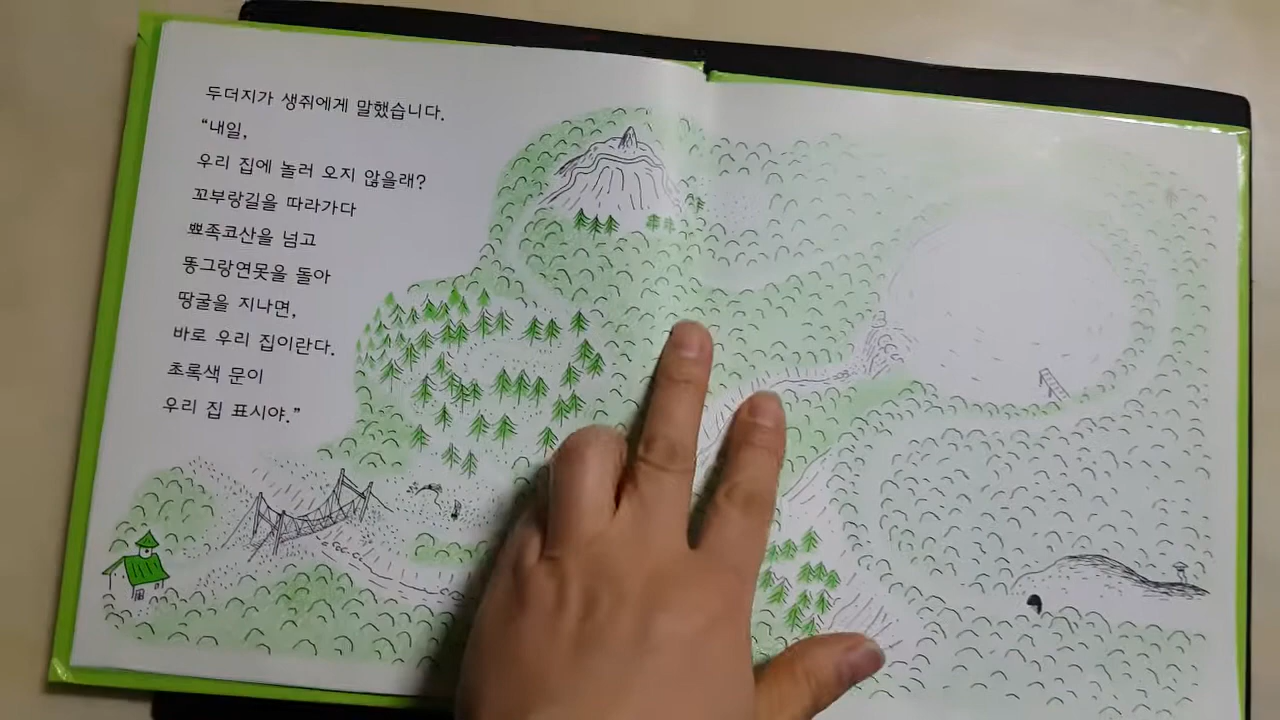 두더지가 생쥐에게 말했습니다.
“내일,
우리 집에 놀러 오지 않을래?
꼬부랑길을 따라가다
뾰족코산을 넘고
똥그랑연못을 돌아
땅굴을 지나면,
바로 우리 집이란다.
초록색 문이
우리 집 표시야.”